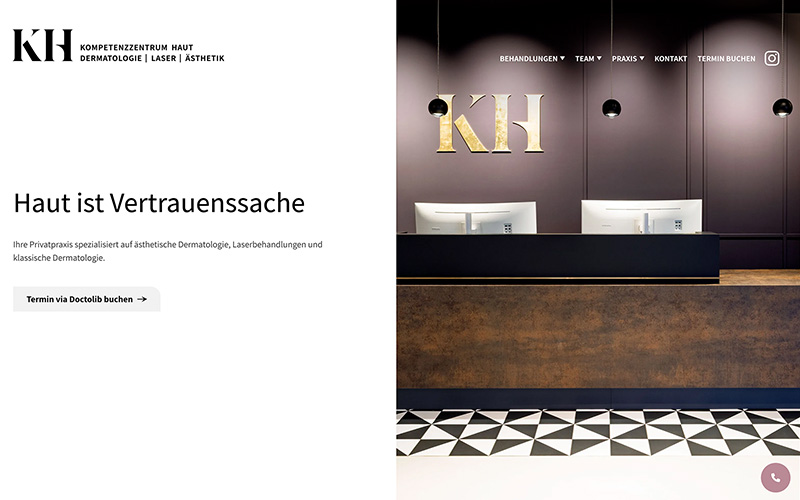 KH KOMPETENZZENTRUM HAUT
DERMATOLOGIE | LASER | ÄSTHETIK
BEHANDLUNGEN TEAM PRAXIS KONTAKT TERMIN BUCHEN
KH
Haut ist Vertrauenssache
Ihre Privatpraxis spezialisiert auf ästhetische Dermatologie, Laserbehandlungen und
klassische Dermatologie.
Termin via Doctolib buchen →